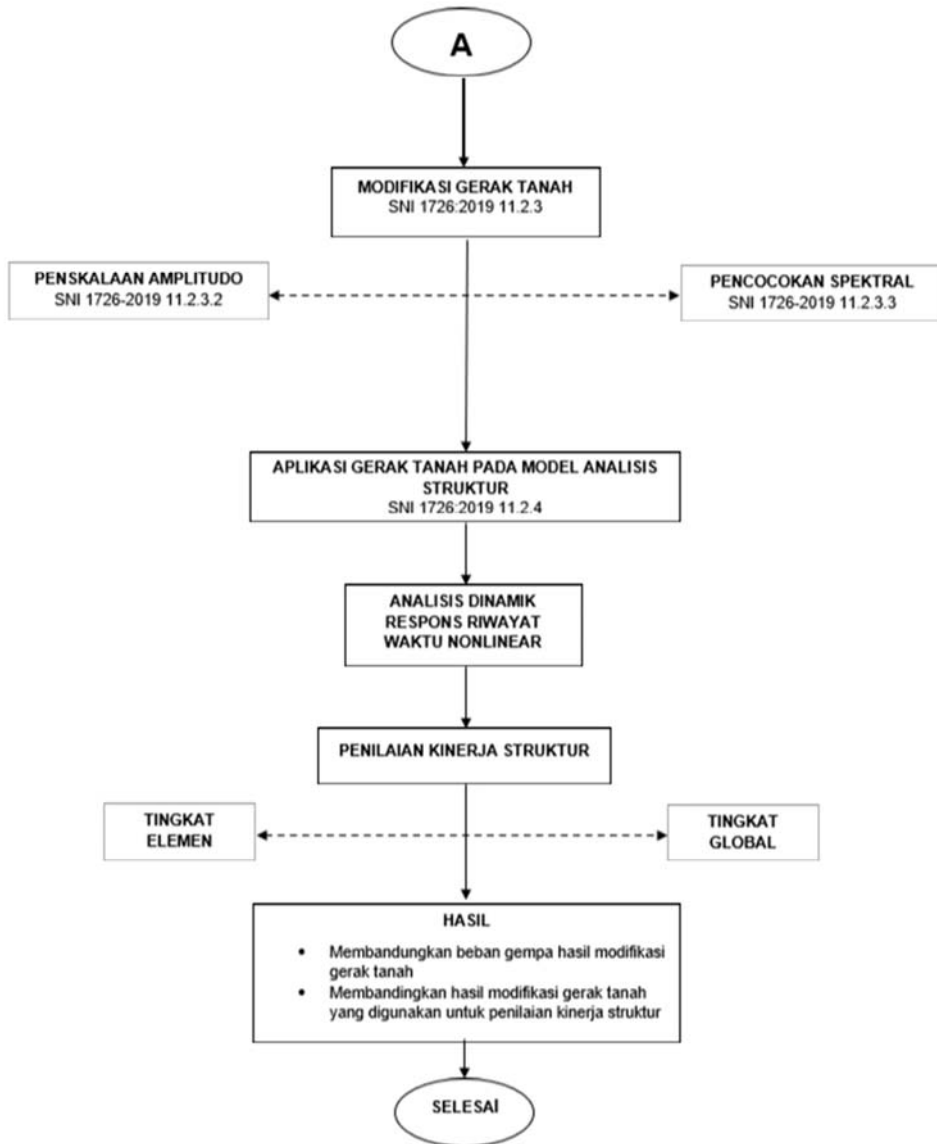 A
MODIFIKASI GERAK TANAH
SNI 1726:2019 11.2.3
PENSKALAAN AMPLITUDO
SNI 1726-2019 11.2.3.2
PENCOCOKAN SPEKTRAL
SNI 1726-2019 11.2.3.3
APLIKASI GERAK TANAH PADA MODEL ANALISIS
STRUKTUR
SNI 1726:2019 11.2.4
ANALISIS DINAMIK
RESPONS RIWAYAT
WAKTU NONLINEAR
PENILAIAN KINERJA STRUKTUR
TINGKAT
ELEMEN
TINGKAT
GLOBAL
HASIL
• Membandungkan beban gempa hasil modifikasi
gerak tanah
• Membandingkan hasil modifikasi gerak tanah
yang digunakan untuk penilaian kinerja struktur
SELESAI